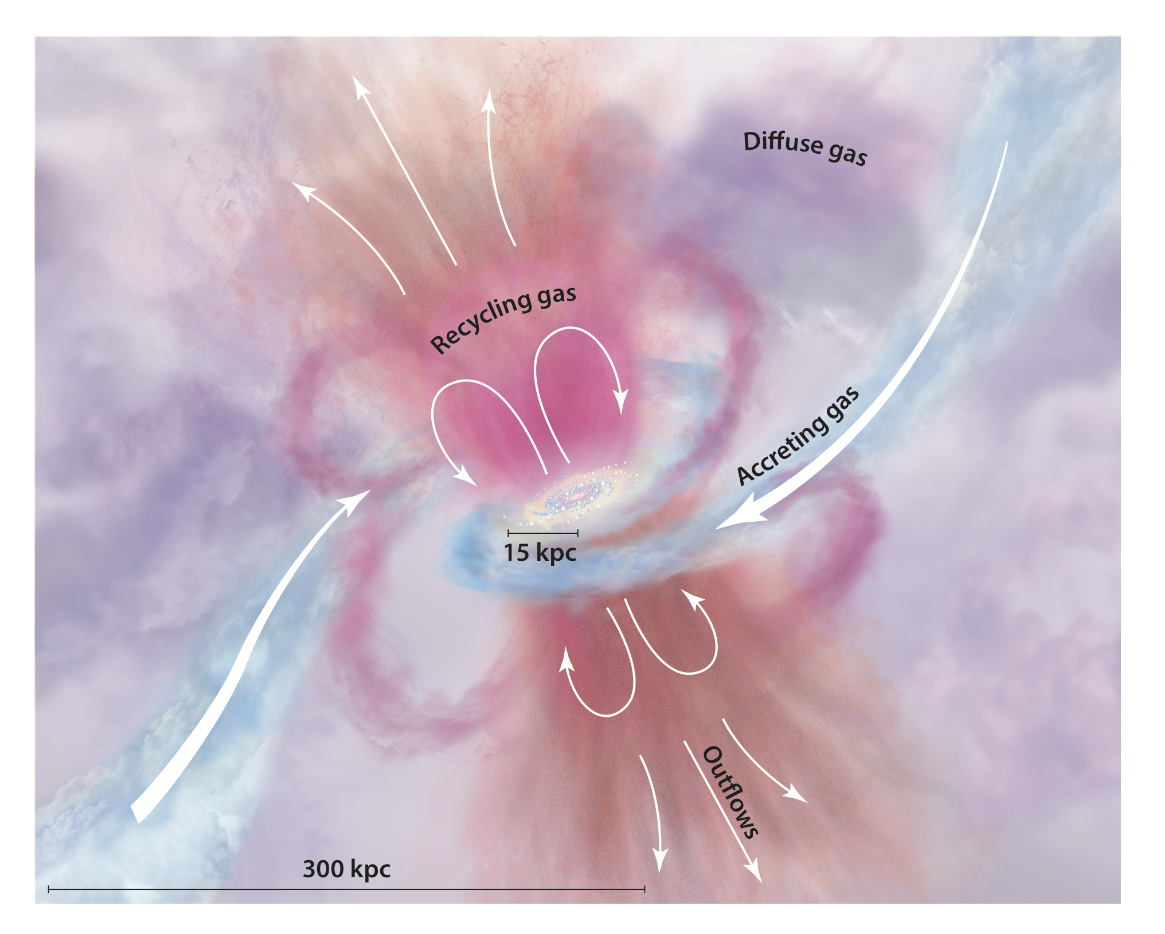 Diffuse gas
Recycling gas
Accreting gas
15 kpc
Outflows
300 kpc